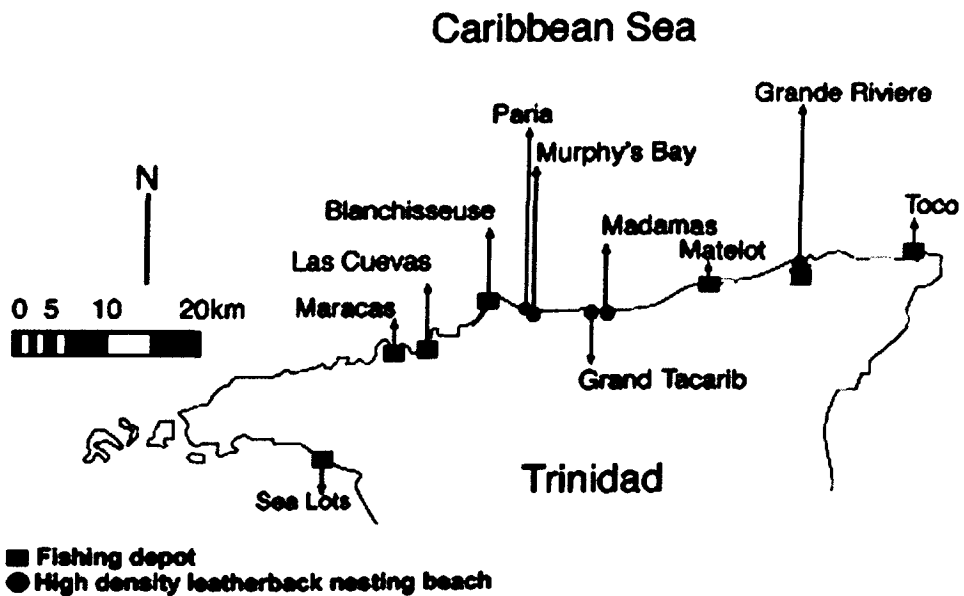 Caribbean Sea
Grande Riviere
Paria
Murphy's Bay
N
Blanchisseuse
Madamas
Toco
Las Cuevas
Matelot
0 5 10 20km
Maracas
Grand Tacarib
Trinidad
Sea Lots
Fishing depot
High density leatherback nesting beach